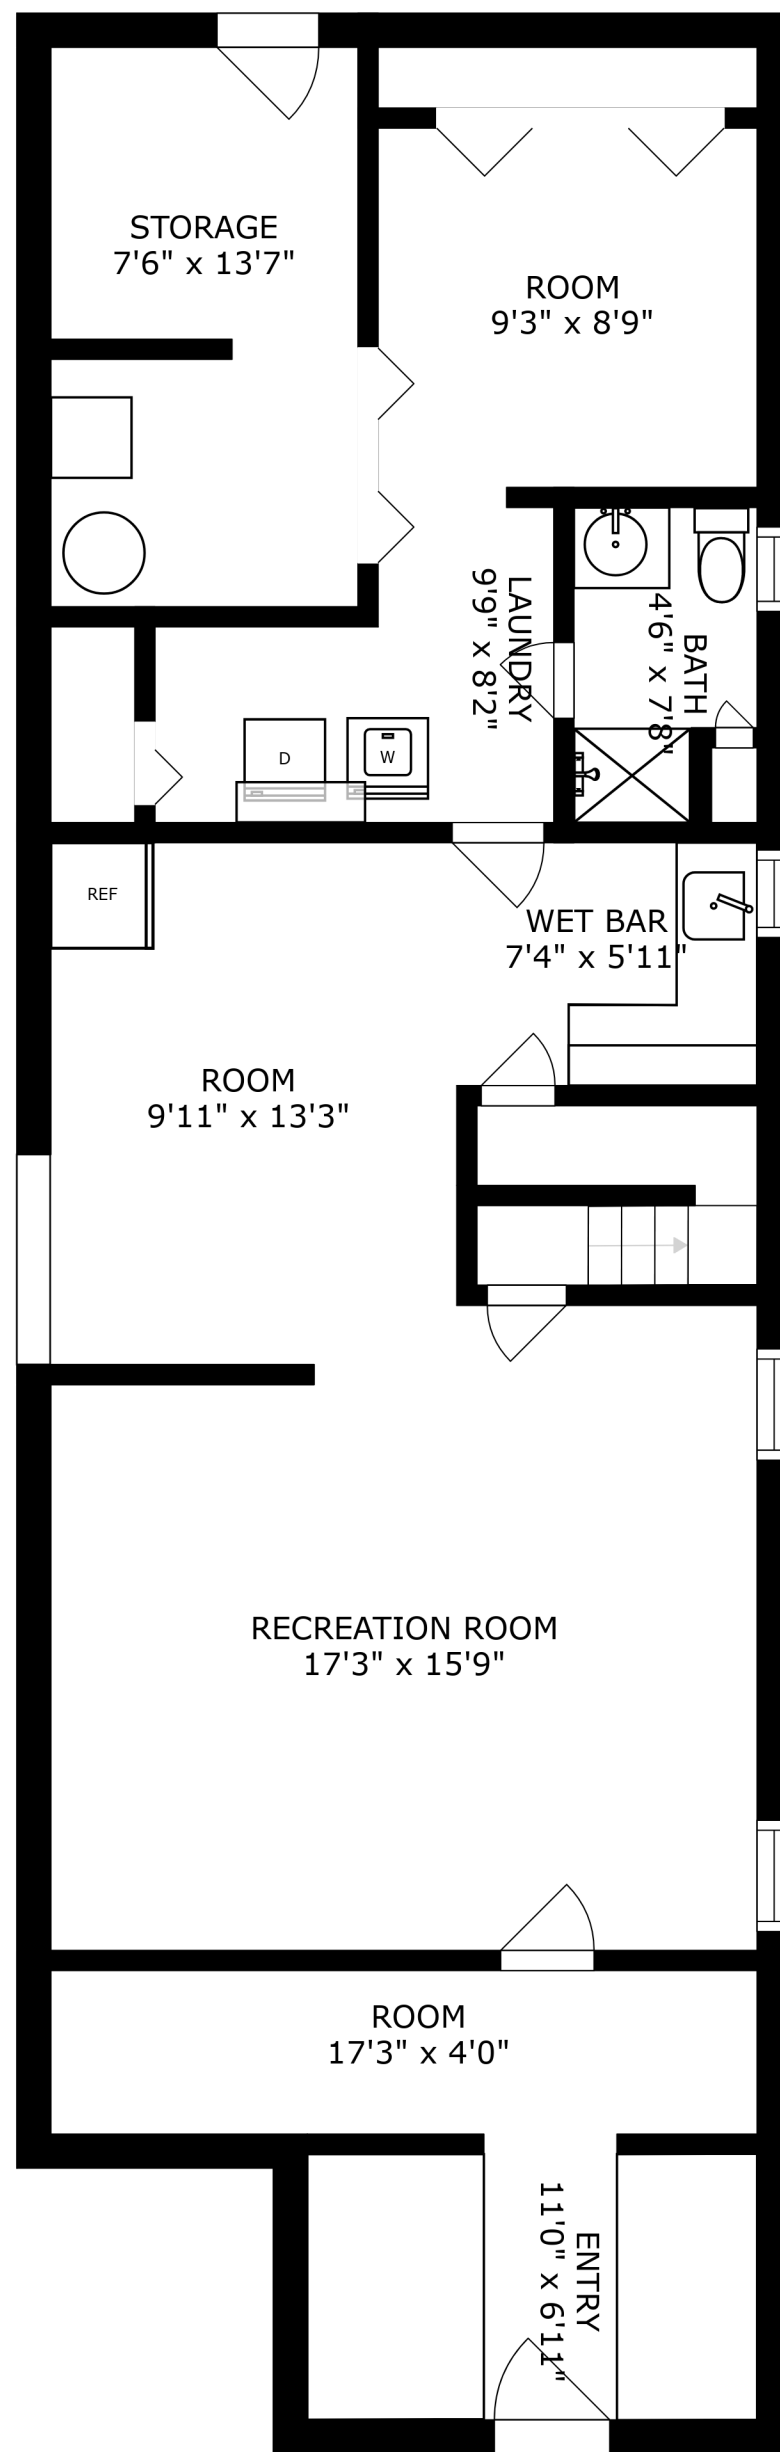 STORAGE
7'6" x 13'7"
ROOM
9'3" x 8'9"
LAUNDRY
9'9" x 8'2"
BATH
4'6" x 7'8"
D
W
REF
WET BAR
7'4" x 5'11"
ROOM
9'11" x 13'3"
RECREATION ROOM
17'3" x 15'9"
ROOM
17'3" x 4'0"
ENTRY
11'0" x 6'11"